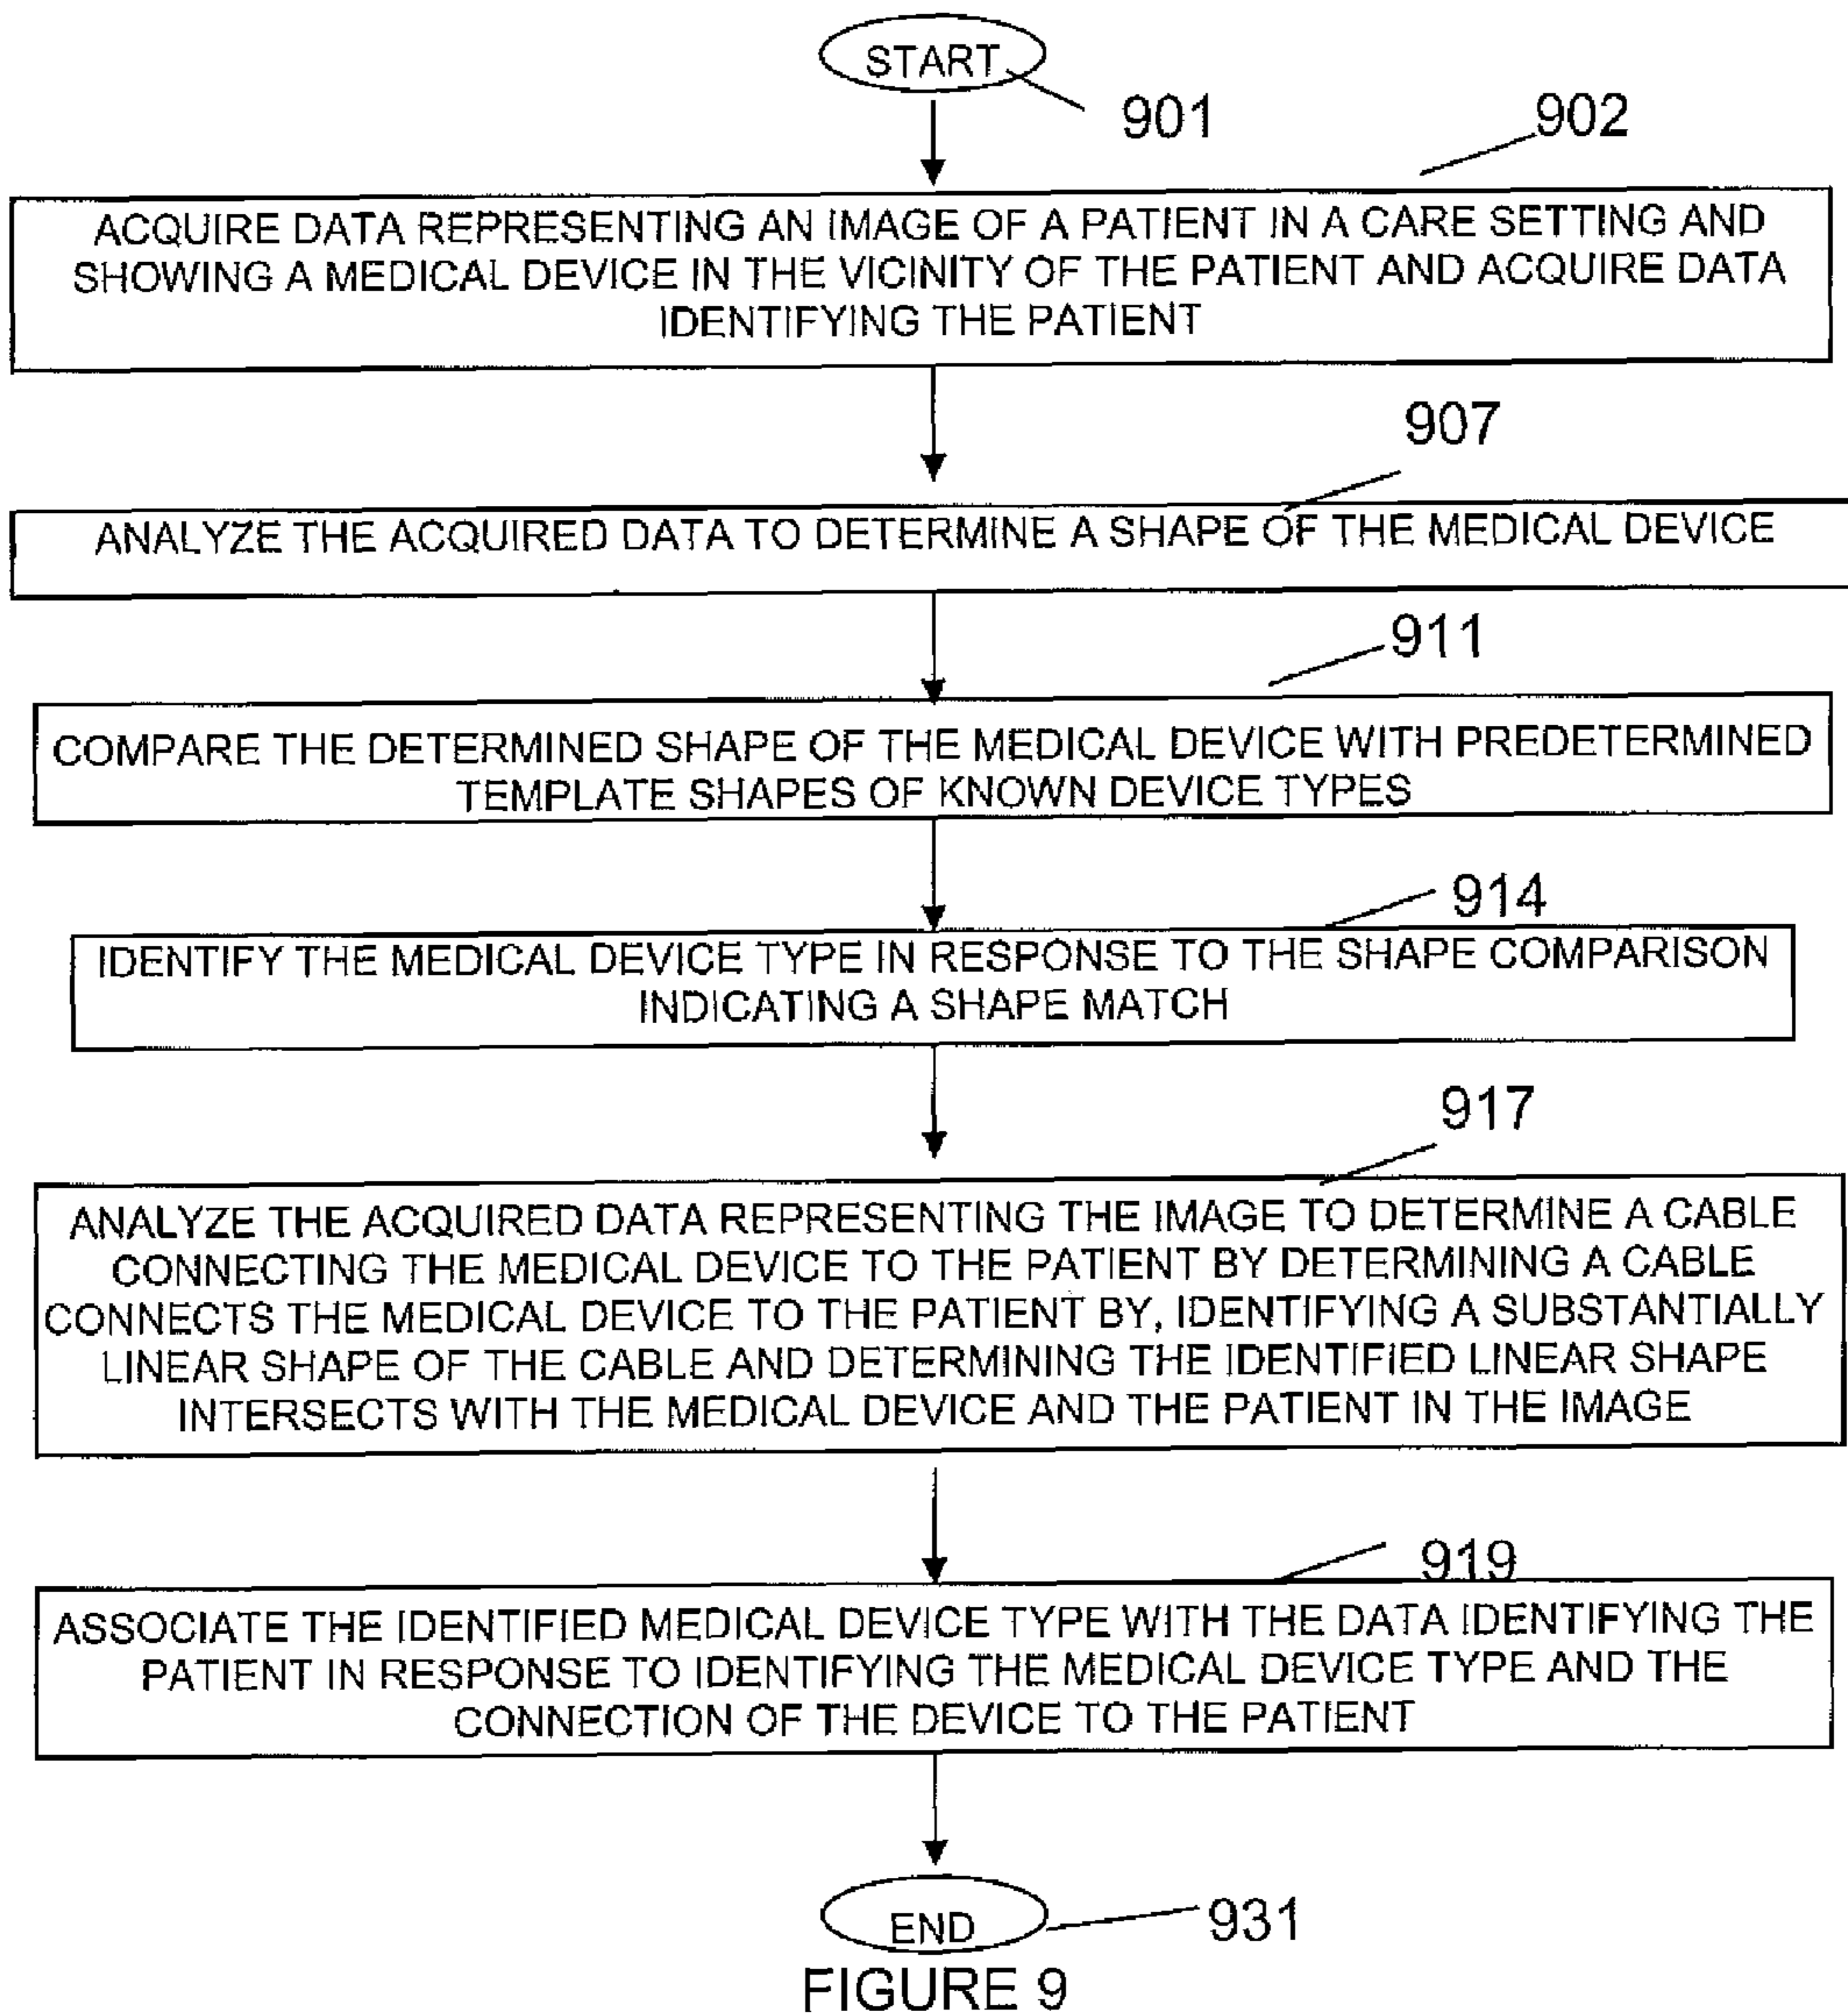 START
901
902
ACQUIRE DATA REPRESENTING AN IMAGE OF A PATIENT IN A CARE SETTING AND
SHOWING A MEDICAL DEVICE IN THE VICINITY OF THE PATIENT AND ACQUIRE DATA
IDENTIFYING THE PATIENT
907
ANALYZE THE ACQUIRED DATA TO DETERMINE A SHAPE OF THE MEDICAL DEVICE
911
COMPARE THE DETERMINED SHAPE OF THE MEDICAL DEVICE WITH PREDETERMINED
TEMPLATE SHAPES OF KNOWN DEVICE TYPES
914
IDENTIFY THE MEDICAL DEVICE TYPE IN RESPONSE TO THE SHAPE COMPARISON
INDICATING A SHAPE MATCH
917
ANALYZE THE ACQUIRED DATA REPRESENTING THE IMAGE TO DETERMINE A CABLE
CONNECTING THE MEDICAL DEVICE TO THE PATIENT BY DETERMINING A CABLE
CONNECTS THE MEDICAL DEVICE TO THE PATIENT BY, IDENTIFYING A SUBSTANTIALLY
LINEAR SHAPE OF THE CABLE AND DETERMINING THE IDENTIFIED LINEAR SHAPE
INTERSECTS WITH THE MEDICAL DEVICE AND THE PATIENT IN THE IMAGE
919
ASSOCIATE THE IDENTIFIED MEDICAL DEVICE TYPE WITH THE DATA IDENTIFYING THE
PATIENT IN RESPONSE TO IDENTIFYING THE MEDICAL DEVICE TYPE AND THE
CONNECTION OF THE DEVICE TO THE PATIENT
END
931
FIGURE 9